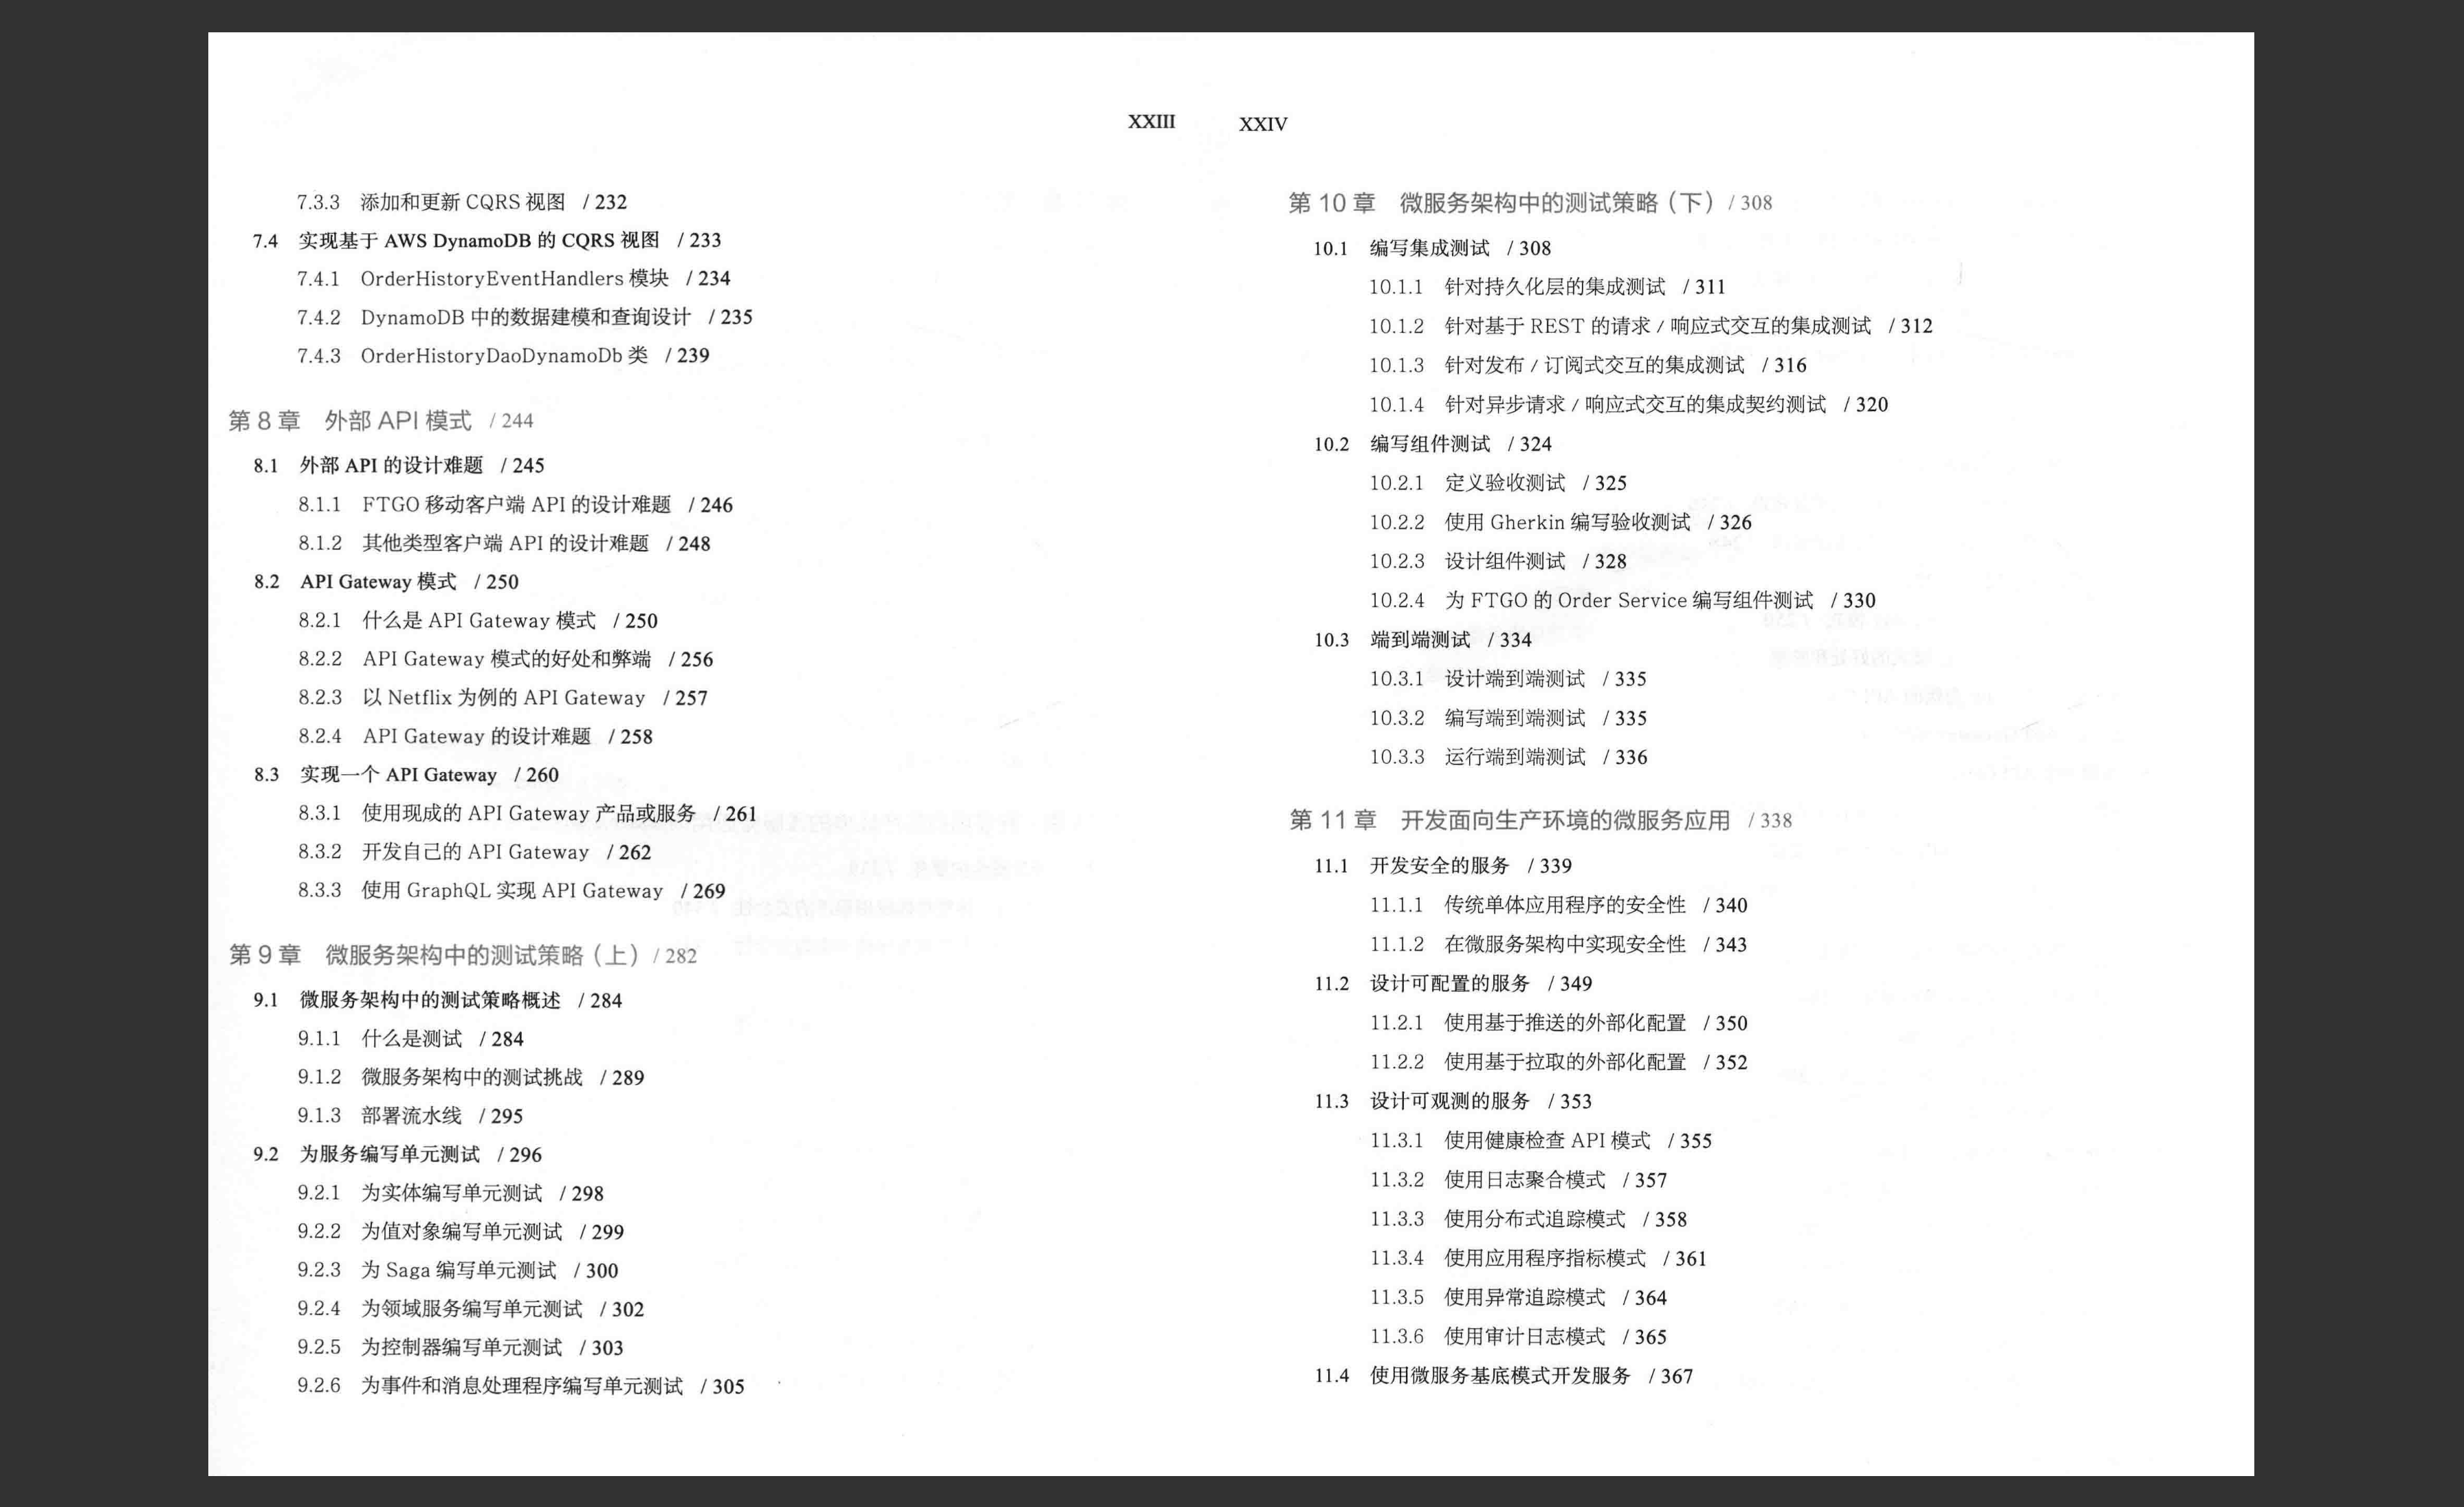 XXIII
7.3.3 添加和更新 CQRS 视图 / 232
7.4 实现基于 AWS DynamoDB 的 CQRS 视图 / 233
7.4.1 OrderHistoryEventHandlers 模块 / 234
7.4.2 DynamoDB 中的数据建模和查询设计 / 235
7.4.3 OrderHistoryDaoDynamoDb 类 / 239
第 8 章 外部 API 模式 / 244
8.1 外部 API 的设计难题 / 245
8.1.1 FTGO 移动客户端 API 的设计难题 / 246
8.1.2 其他类型客户端 API 的设计难题 / 248
8.2 API Gateway 模式 / 250
8.2.1 什么是 API Gateway 模式 / 250
8.2.2 API Gateway 模式的好处和弊端 / 256
8.2.3 以 Netflix 为例的 API Gateway / 257
8.2.4 API Gateway 的设计难题 / 258
8.3 实现一个 API Gateway / 260
8.3.1 使用现成的 API Gateway 产品或服务 / 261
8.3.2 开发自己的 API Gateway / 262
8.3.3 使用 GraphQL 实现 API Gateway / 269
第 9 章 微服务架构中的测试策略（上）/ 282
9.1 微服务架构中的测试策略概述 / 284
9.1.1 什么是测试 / 284
9.1.2 微服务架构中的测试挑战 / 289
9.1.3 部署流水线 / 295
9.2 为服务编写单元测试 / 296
9.2.1 为实体编写单元测试 / 298
9.2.2 为值对象编写单元测试 / 299
9.2.3 为 Saga 编写单元测试 / 300
9.2.4 为领域服务编写单元测试 / 302
9.2.5 为控制器编写单元测试 / 303
9.2.6 为事件和消息处理程序编写单元测试 / 305
XXIV
第 10 章 微服务架构中的测试策略（下）/ 308
10.1 编写集成测试 / 308
10.1.1 针对持久化层的集成测试 / 311
10.1.2 针对基于 REST 的请求 / 响应式交互的集成测试 / 312
10.1.3 针对发布 / 订阅式交互的集成测试 / 316
10.1.4 针对异步请求 / 响应式交互的集成契约测试 / 320
10.2 编写组件测试 / 324
10.2.1 定义验收测试 / 325
10.2.2 使用 Gherkin 编写验收测试 / 326
10.2.3 设计组件测试 / 328
10.2.4 为 FTGO 的 Order Service 编写组件测试 / 330
10.3 端到端测试 / 334
10.3.1 设计端到端测试 / 335
10.3.2 编写端到端测试 / 335
10.3.3 运行端到端测试 / 336
第 11 章 开发面向生产环境的微服务应用 / 338
11.1 开发安全的服务 / 339
11.1.1 传统单体应用程序的安全性 / 340
11.1.2 在微服务架构中实现安全性 / 343
11.2 设计可配置的服务 / 349
11.2.1 使用基于推送的外部化配置 / 350
11.2.2 使用基于拉取的外部化配置 / 352
11.3 设计可观测的服务 / 353
11.3.1 使用健康检查 API 模式 / 355
11.3.2 使用日志聚合模式 / 357
11.3.3 使用分布式追踪模式 / 358
11.3.4 使用应用程序指标模式 / 361
11.3.5 使用异常追踪模式 / 364
11.3.6 使用审计日志模式 / 365
11.4 使用微服务基底模式开发服务 / 367